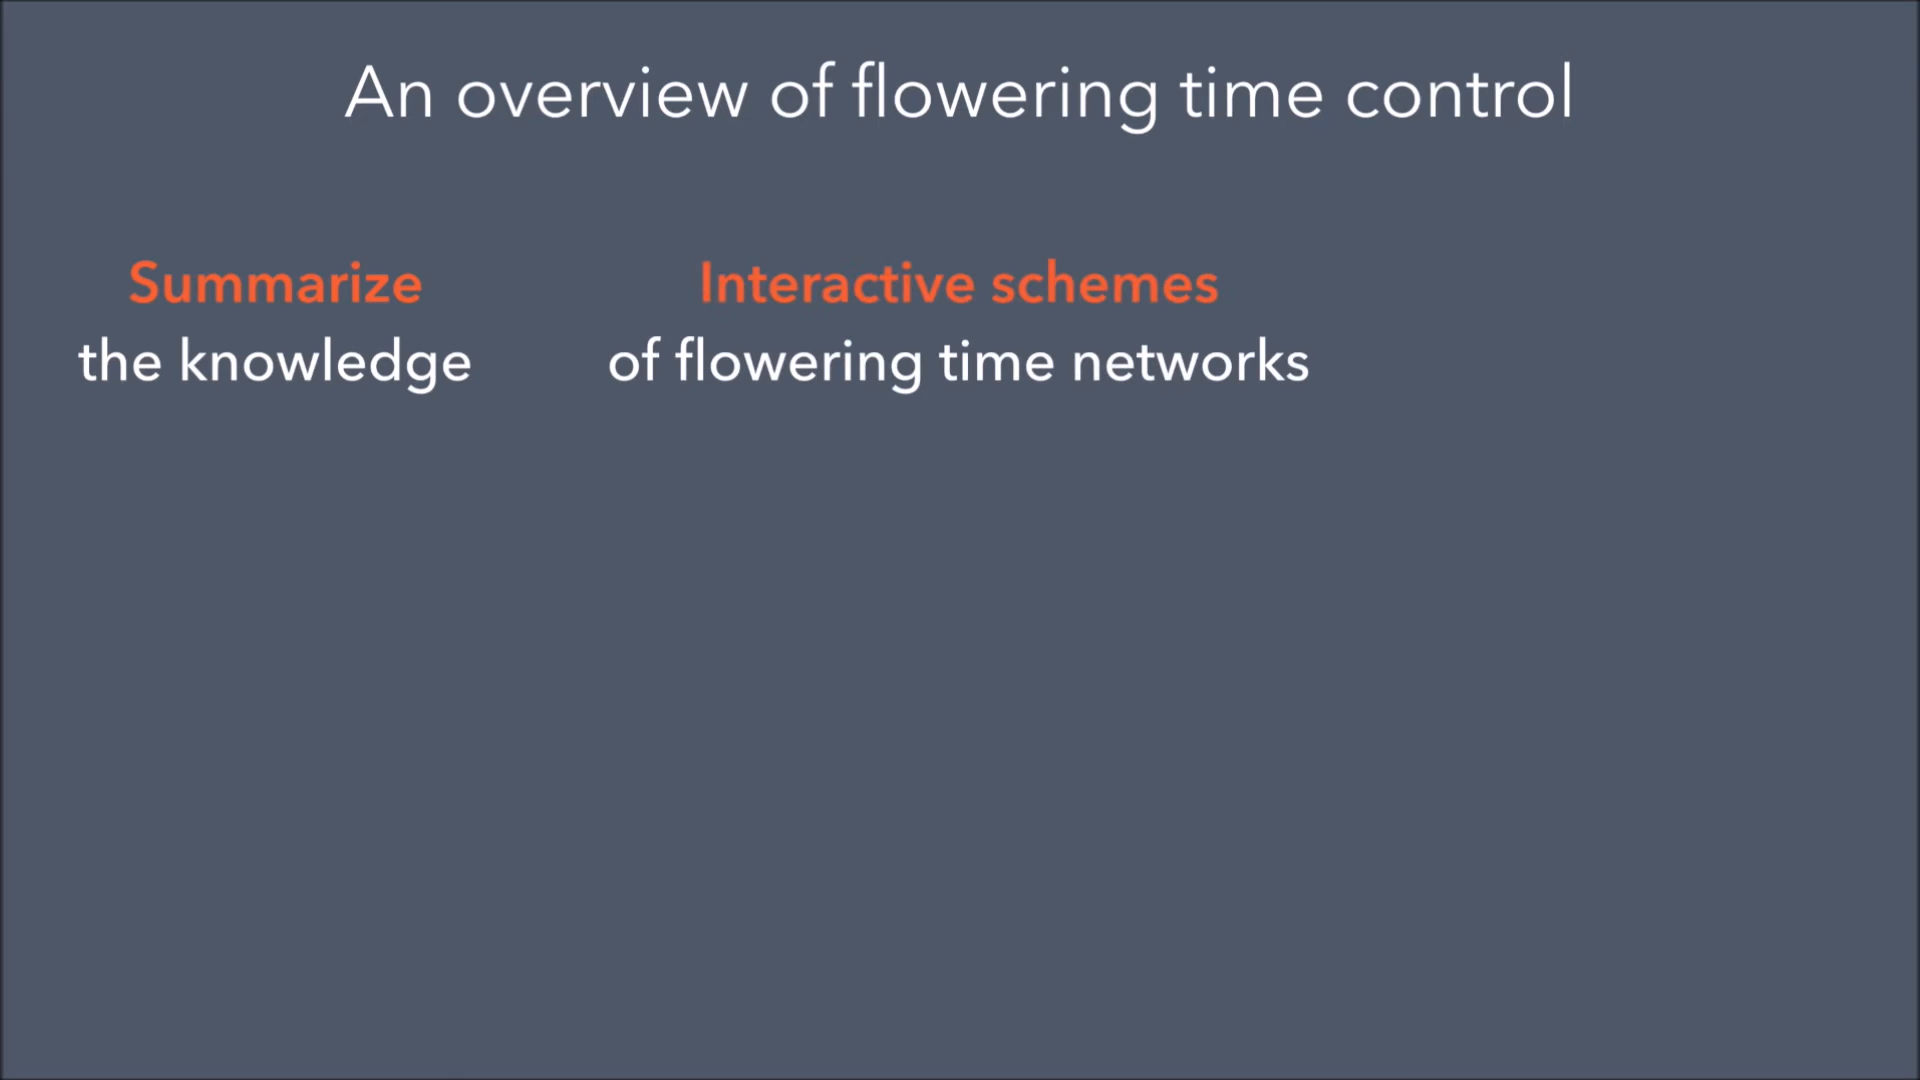 An overview of flowering time control
Summarize
the knowledge
Interactive schemes
of flowering time networks